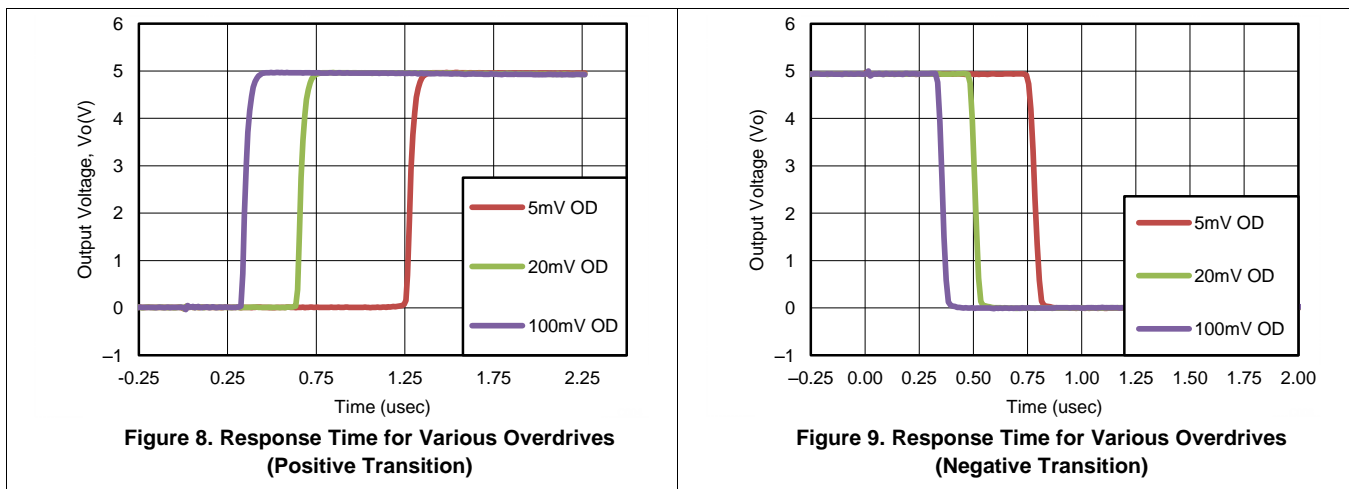 6
5
4
3
2
1
0
–1
Output Voltage, Vo(V)
5mV OD
20mV OD
100mV OD
-0.25 0.25 0.75 1.25 1.75 2.25
Time (usec)
Figure 8. Response Time for Various Overdrives
(Positive Transition)
6
5
4
3
2
1
0
–1
Output Voltage (Vo)
5mV OD
20mV OD
100mV OD
–0.25 0.00 0.25 0.50 0.75 1.00 1.25 1.50 1.75 2.00
Time (usec)
Figure 9. Response Time for Various Overdrives
(Negative Transition)